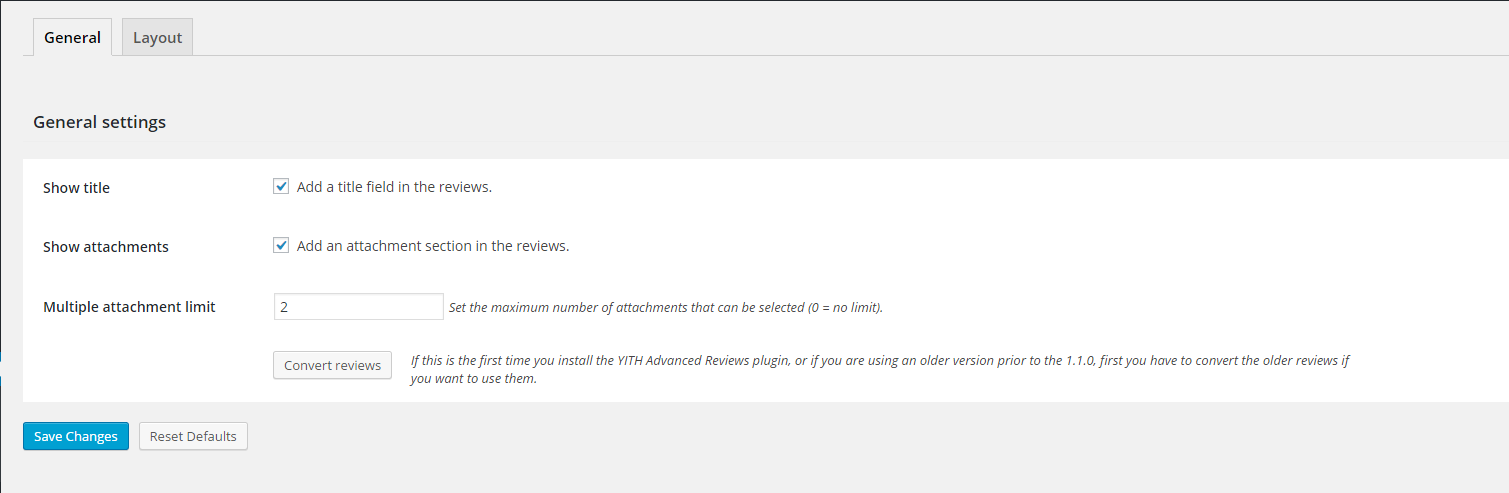 General
Layout
General settings
Show title
Add a title field in the reviews.
Show attachments
Add an attachment section in the reviews.
Multiple attachment limit
2
Set the maximum number of attachments that can be selected (0 = no limit).
Convert reviews
If this is the first time you install the YITH Advanced Reviews plugin, or if you are using an older version prior to the 1.1.0, first you have to convert the older reviews if
you want to use them.
Save Changes
Reset Defaults